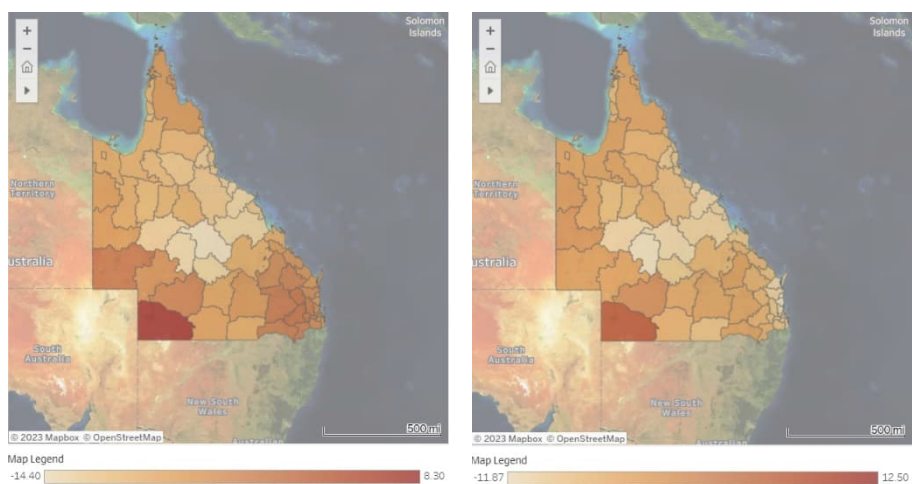 Solomon
Islands
+
−
Northern
Territory
ustralia
South
Australia
New South
Wales
Australian
500 mi
© 2023 Mapbox © OpenStreetMap
Map Legend
-14.40
8.30
Solomon
Islands
+
−
Northern
Territory
ustralia
South
Australia
New South
Wales
Australian
500 mi
© 2023 Mapbox © OpenStreetMap
Map Legend
-11.87
12.50